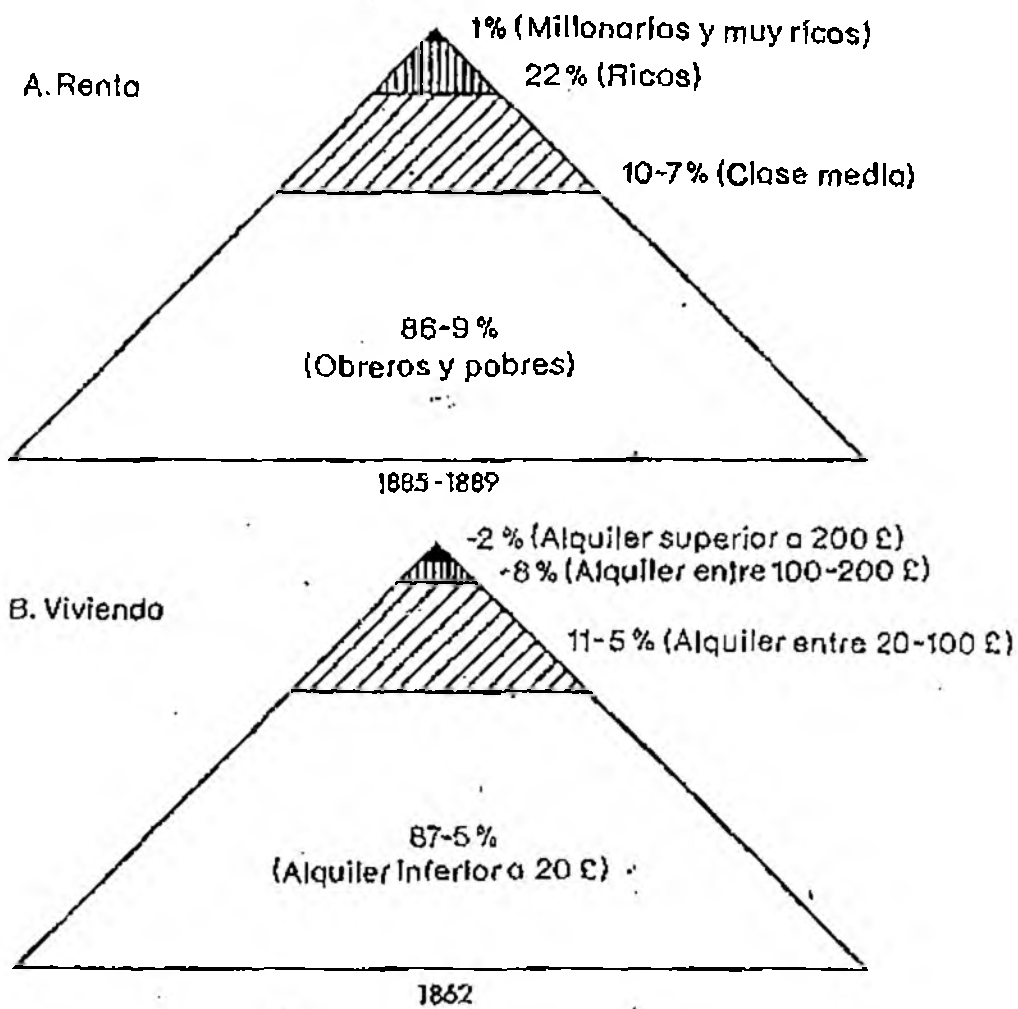 1% (Millonarios y muy ricos)
22% (Ricos)
A. Renta
10-7% (Clase media)
86-9%
(Obreros y pobres)
1885-1889
-2% (Alquiler superior a 200 £)
-8% (Alquiler entre 100-200 £)
B. Vivienda
11-5% (Alquiler entre 20-100 £)
87-5%
(Alquiler inferior a 20 £)
1862